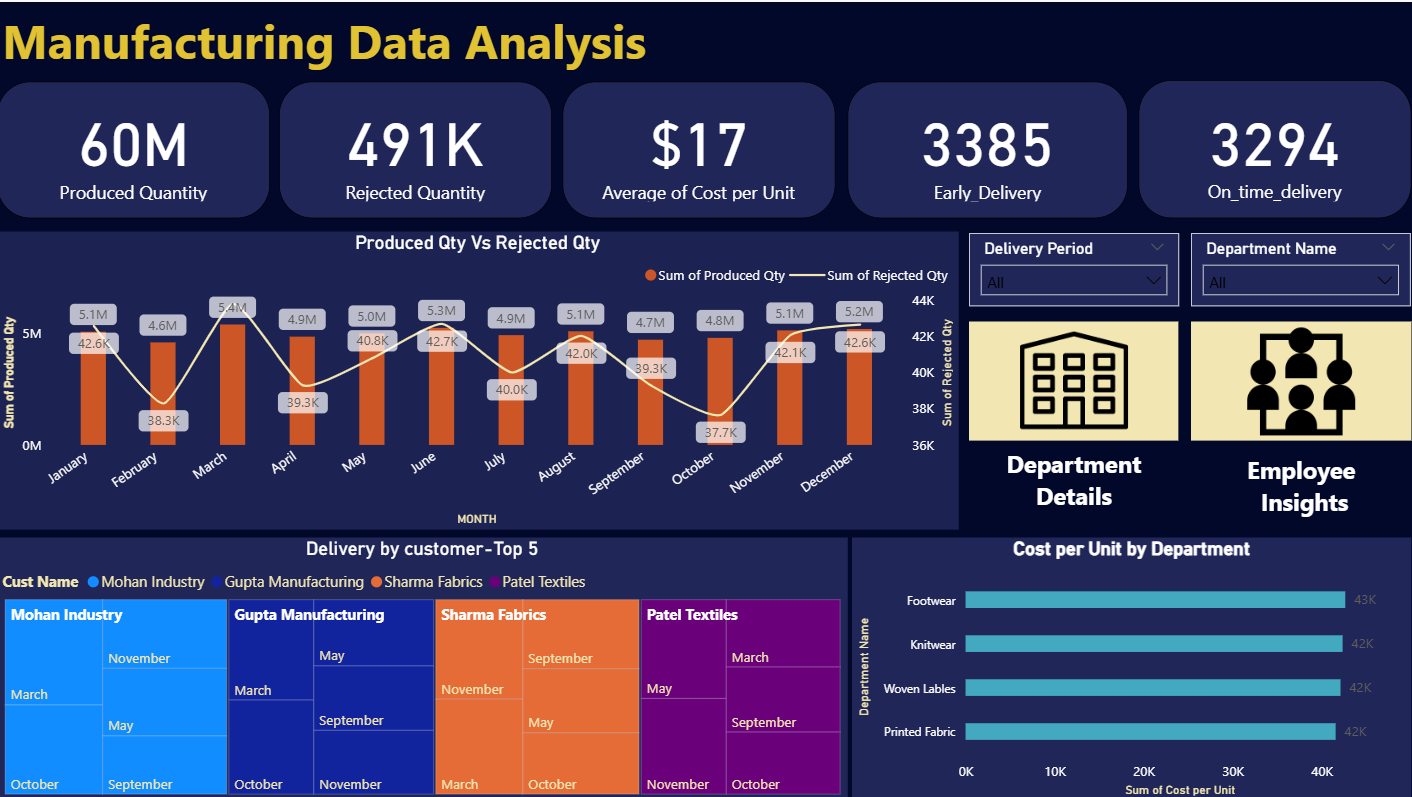 Manufacturing Data Analysis
60M
Produced Quantity
491K
Rejected Quantity
$17
Average of Cost per Unit
3385
Early_Delivery
3294
On_time_delivery
Produced Qty Vs Rejected Qty
Sum of Produced Qty
Sum of Rejected Qty
Sum of Produced Qty
5M
0M
5.1M
4.6M
5.4M
4.9M
5.0M
5.3M
4.9M
5.1M
4.7M
4.8M
5.1M
5.2M
42.6K
38.3K
39.3K
40.8K
42.7K
40.0K
42.0K
39.3K
37.7K
42.1K
42.6K
44K
42K
40K
38K
36K
Sum of Rejected Qty
January
February
March
April
May
June
July
August
September
October
November
December
MONTH
Delivery Period
All
Department Name
All
Department
Details
Employee
Insights
Delivery by customer-Top 5
Cust Name Mohan Industry Gupta Manufacturing Sharma Fabrics Patel Textiles
Mohan Industry
March
October
November
May
September
Gupta Manufacturing
March
October
May
September
November
Sharma Fabrics
November
March
September
May
October
Patel Textiles
May
November
March
September
October
Cost per Unit by Department
Department Name
Footwear 43K
Knitwear 42K
Woven Lables 42K
Printed Fabric 42K
0K 10K 20K 30K 40K
Sum of Cost per Unit